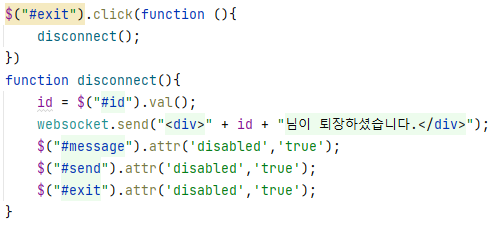 $("#exit").click(function (){
    disconnect();
})
function disconnect(){
    id = $("#id").val();
    websocket.send("<div>" + id + "님이 퇴장하셨습니다.</div>");
    $("#message").attr('disabled','true');
    $("#send").attr('disabled','true');
    $("#exit").attr('disabled','true');
}